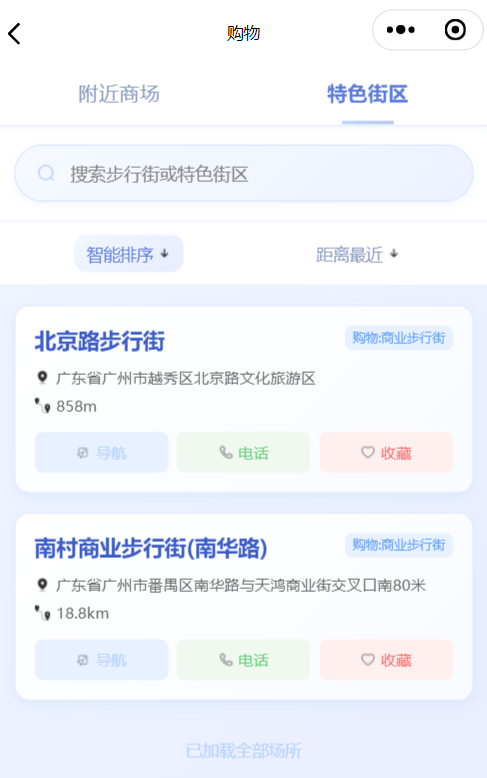 购物
附近商场 特色街区
搜索步行街或特色街区
智能排序 距离最近
北京路步行街 购物:商业步行街
广东省广州市越秀区北京路文化旅游区
858m
导航 电话 收藏
南村商业步行街(南华路) 购物:商业步行街
广东省广州市番禺区南华路与天鸿商业街交叉口南80米
18.8km
导航 电话 收藏
已加载全部场所